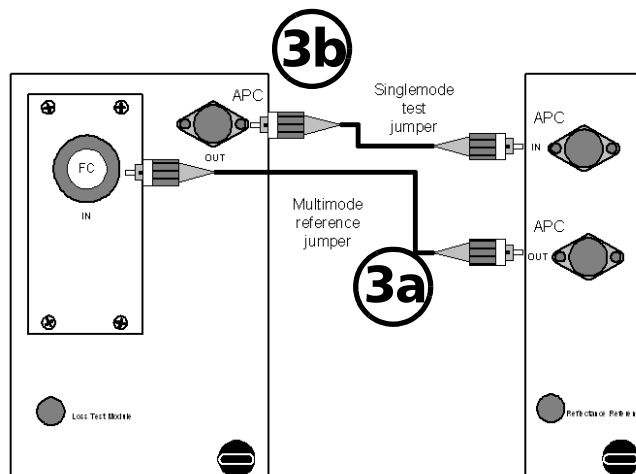 3b
APC
OUT
Singlemode
test
jumper
APC
IN
FC
IN
Multimode
reference
jumper
APC
OUT
3a
Loss Test Module
Reflectance